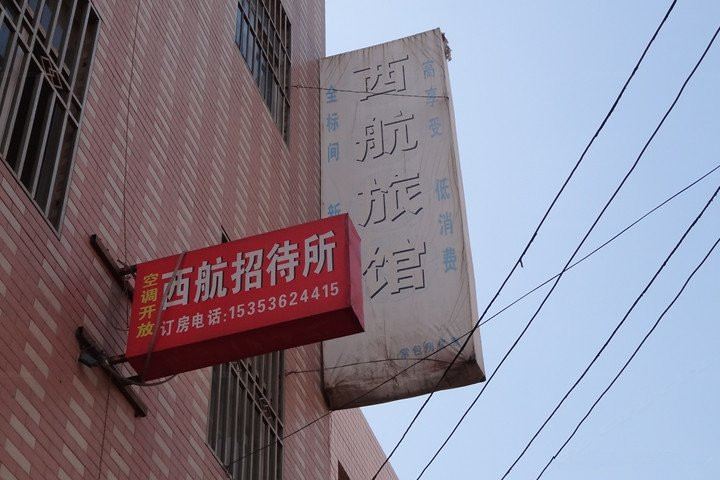 高享受 低消费
西航旅馆
全标间 新
空调开放
西航招待所
订房电话:15353624415